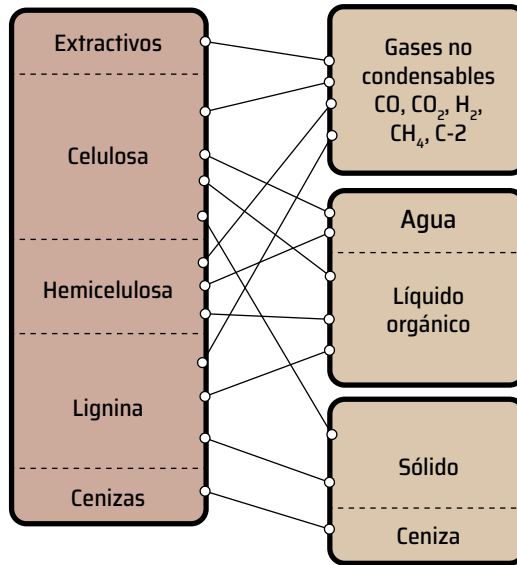 Extractivos
Celulosa
Hemicelulosa
Lignina
Cenizas
Gases no
condensables
CO, CO₂, H₂,
CH₄, C-2
Agua
Líquido
orgánico
Sólido
Ceniza